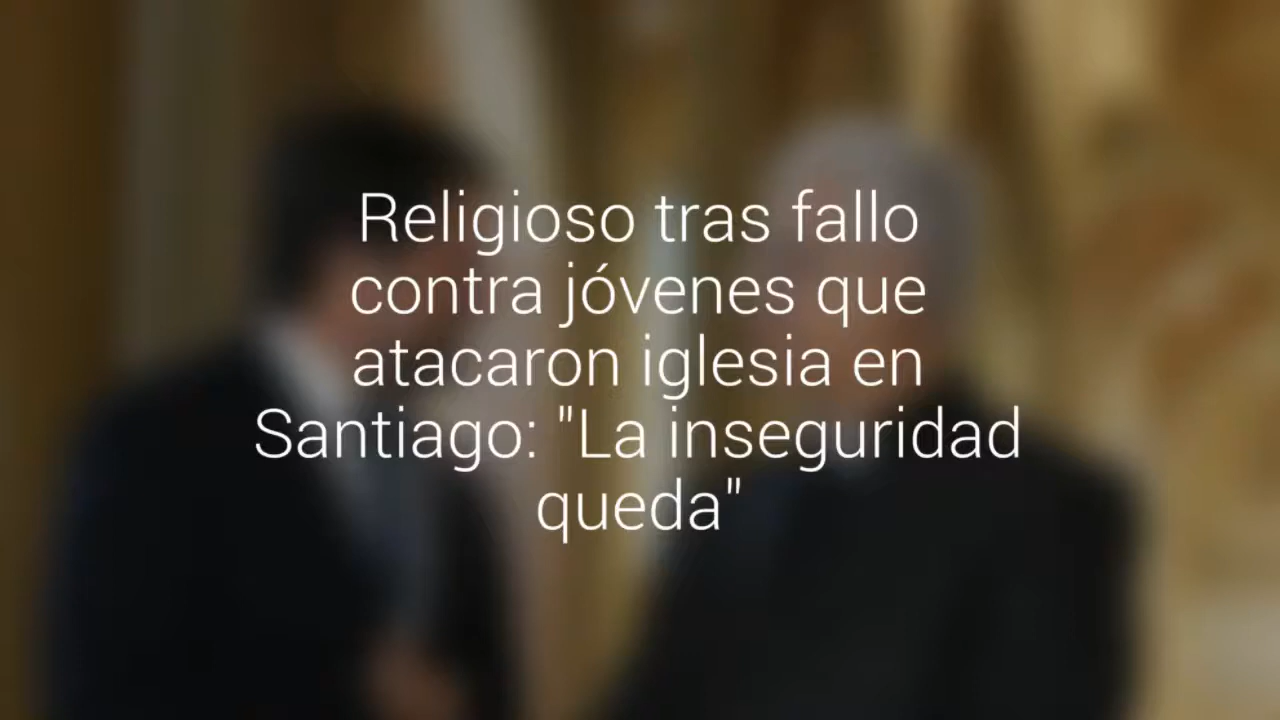 Religioso tras fallo
contra jóvenes que
atacaron iglesia en
Santiago: "La inseguridad
queda"